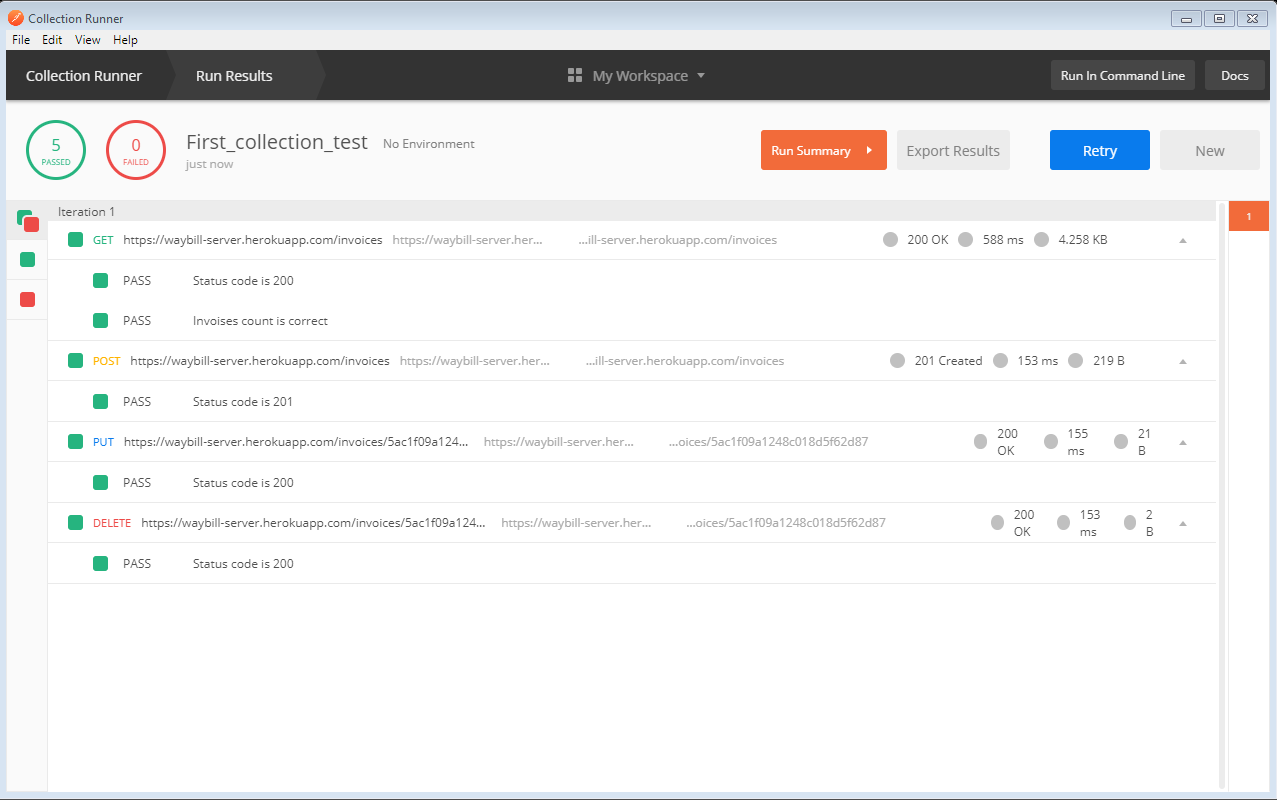 Collection Runner
File Edit View Help
Collection Runner Run Results My Workspace Run In Command Line Docs
5 PASSED
0 FAILED
First_collection_test No Environment
just now
Run Summary Export Results Retry New
Iteration 1
1
GET https://waybill-server.herokuapp.com/invoices https://waybill-server.her... ...ill-server.herokuapp.com/invoices 200 OK 588 ms 4.258 KB
PASS Status code is 200
PASS Invoises count is correct
POST https://waybill-server.herokuapp.com/invoices https://waybill-server.her... ...ill-server.herokuapp.com/invoices 201 Created 153 ms 219 B
PASS Status code is 201
PUT https://waybill-server.herokuapp.com/invoices/5ac1f09a124... https://waybill-server.her... ...oices/5ac1f09a1248c018d5f62d87 200 OK 155 ms 21 B
PASS Status code is 200
DELETE https://waybill-server.herokuapp.com/invoices/5ac1f09a124... https://waybill-server.her... ...oices/5ac1f09a1248c018d5f62d87 200 OK 153 ms 2 B
PASS Status code is 200